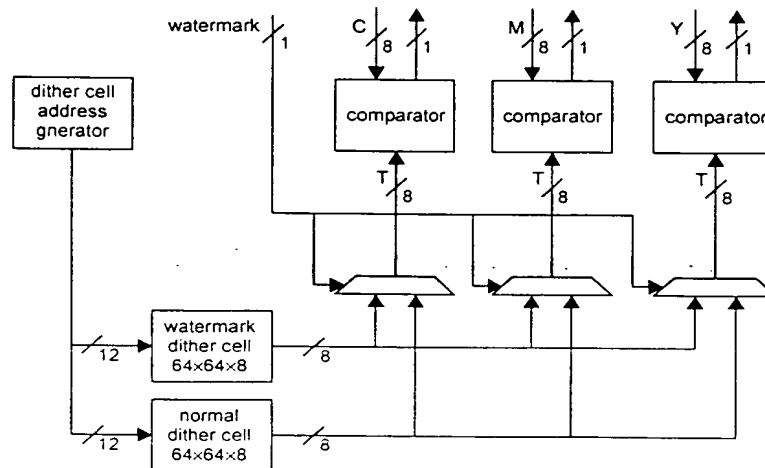 watermark 1 C 8 1 M 8 1 Y 8 1
dither cell
address
gnerator
comparator comparator comparator
T 8 T 8 T 8
watermark
dither cell
64×64×8
12 8
normal
dither cell
64×64×8
12 8